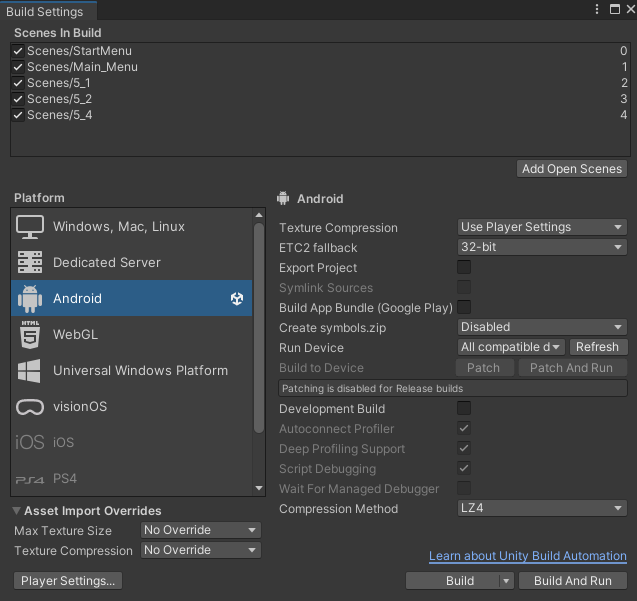 Build Settings
Scenes In Build
Scenes/StartMenu 0
Scenes/Main_Menu 1
Scenes/5_1 2
Scenes/5_2 3
Scenes/5_4 4
Add Open Scenes
Platform
Windows, Mac, Linux
Dedicated Server
Android
HTML
WebGL
Universal Windows Platform
visionOS
iOS iOS
PS4 PS4
Asset Import Overrides
Max Texture Size No Override
Texture Compression No Override
Player Settings...
Android
Texture Compression Use Player Settings
ETC2 fallback 32-bit
Export Project
Symlink Sources
Build App Bundle (Google Play)
Create symbols.zip Disabled
Run Device All compatible d Refresh
Build to Device Patch Patch And Run
Patching is disabled for Release builds
Development Build
Autoconnect Profiler
Deep Profiling Support
Script Debugging
Wait For Managed Debugger
Compression Method LZ4
Learn about Unity Build Automation
Build Build And Run